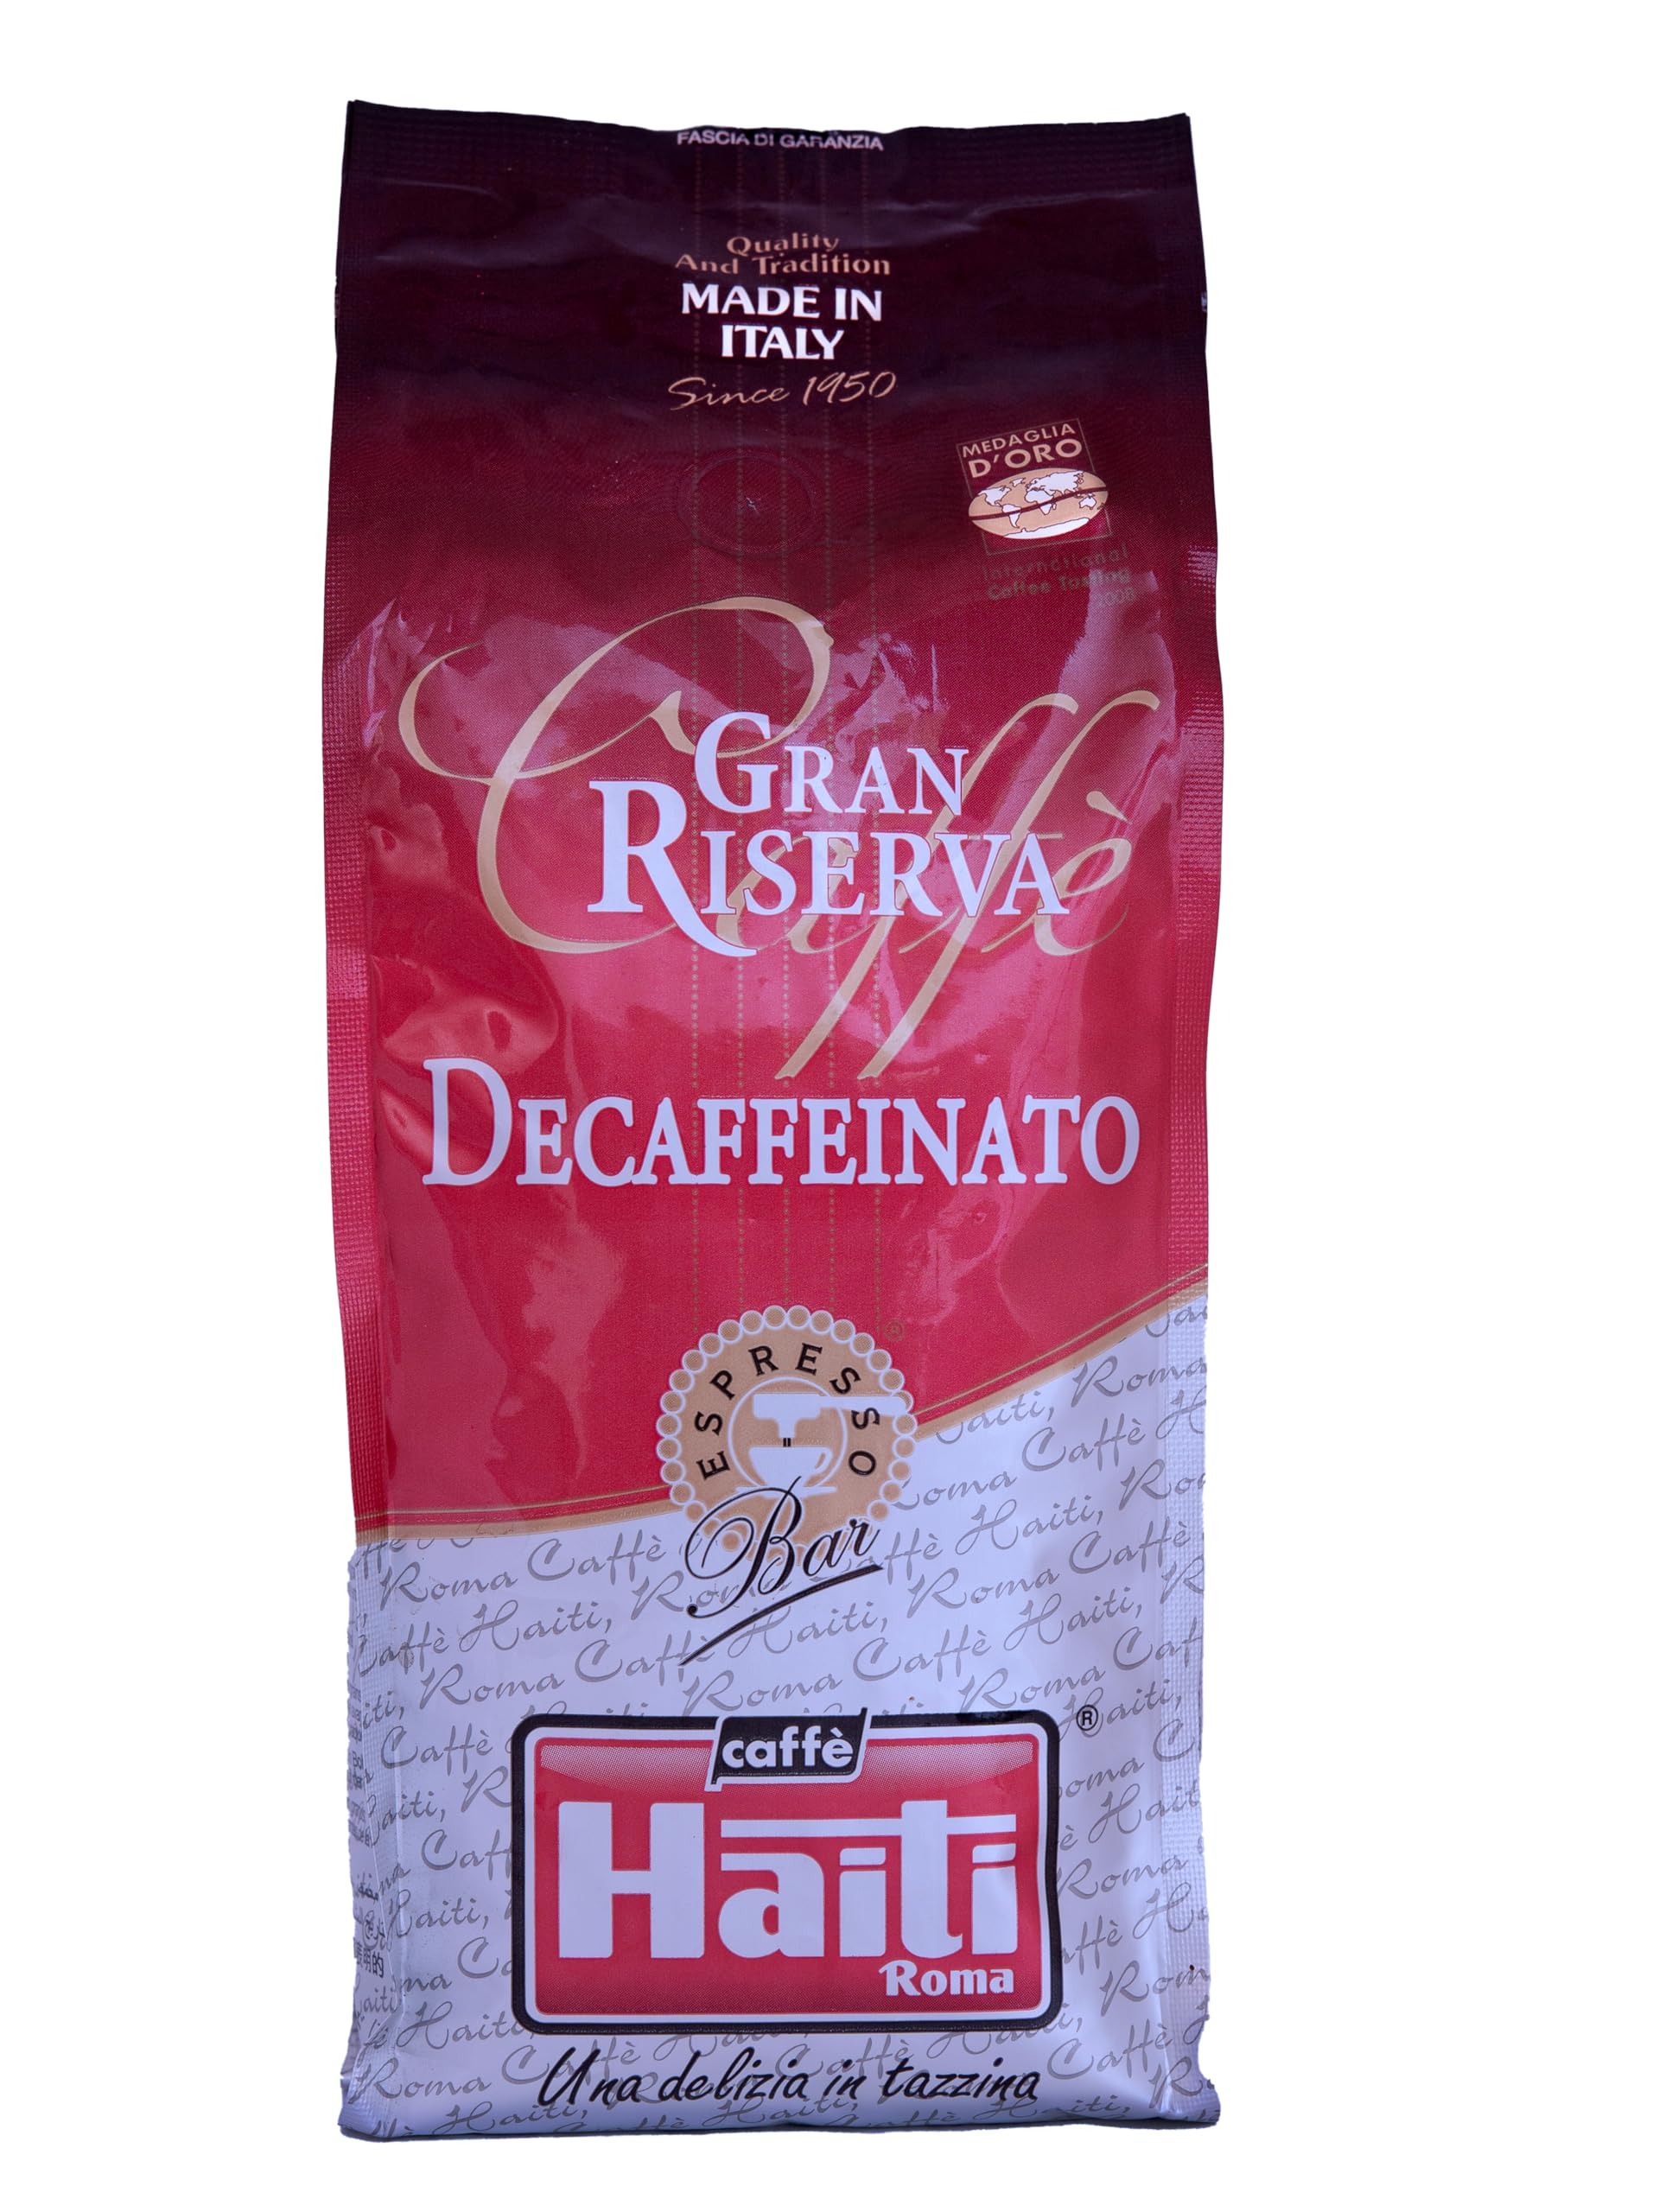 FASCIA DI GARANZIA
Quality
And Tradition
MADE IN
ITALY
Since 1950
MEDAGLIA
D'ORO
International
Coffee Tasting
2008
Caffè
GRAN
RISERVA
DECAFFEINATO
ESPRESSO
Bar
caffè
Haiti
Roma
®
Una delizia in tazzina